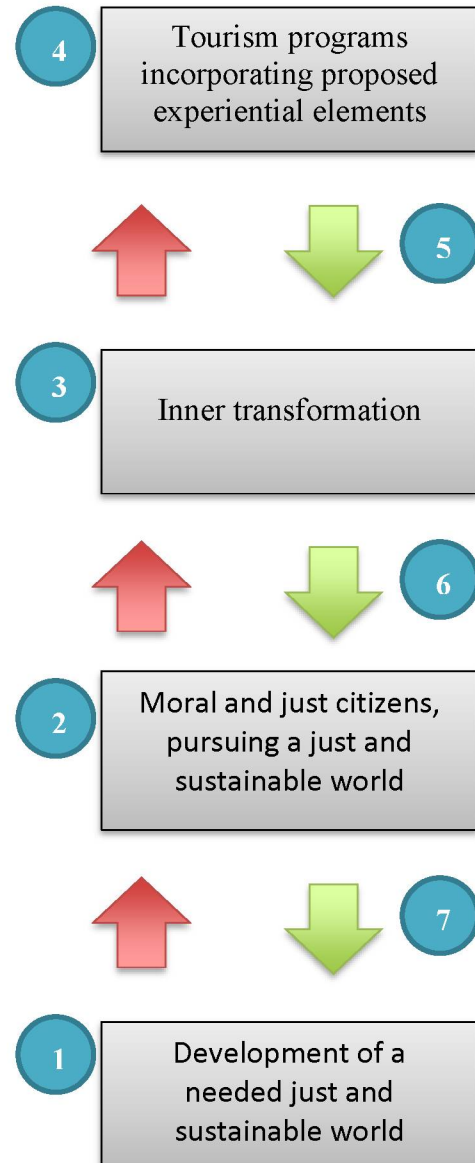 4
Tourism programs
incorporating proposed
experiential elements
5
3
Inner transformation
6
2
Moral and just citizens,
pursuing a just and
sustainable world
7
1
Development of a
needed just and
sustainable world